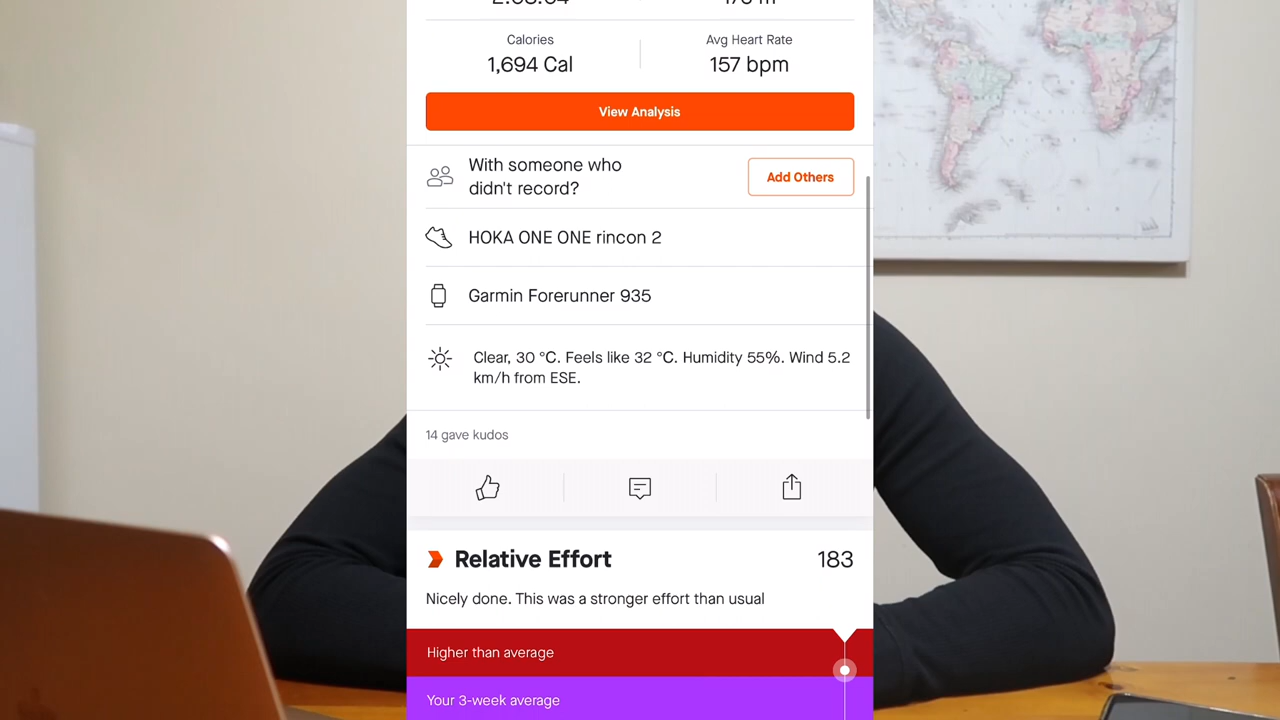 Calories
Avg Heart Rate
1,694 Cal
157 bpm
View Analysis
With someone who
didn't record?
Add Others
HOKA ONE ONE rincon 2
Garmin Forerunner 935
Clear, 30 °C. Feels like 32 °C. Humidity 55%. Wind 5.2
km/h from ESE.
14 gave kudos
Relative Effort
183
Nicely done. This was a stronger effort than usual
Higher than average
Your 3-week average